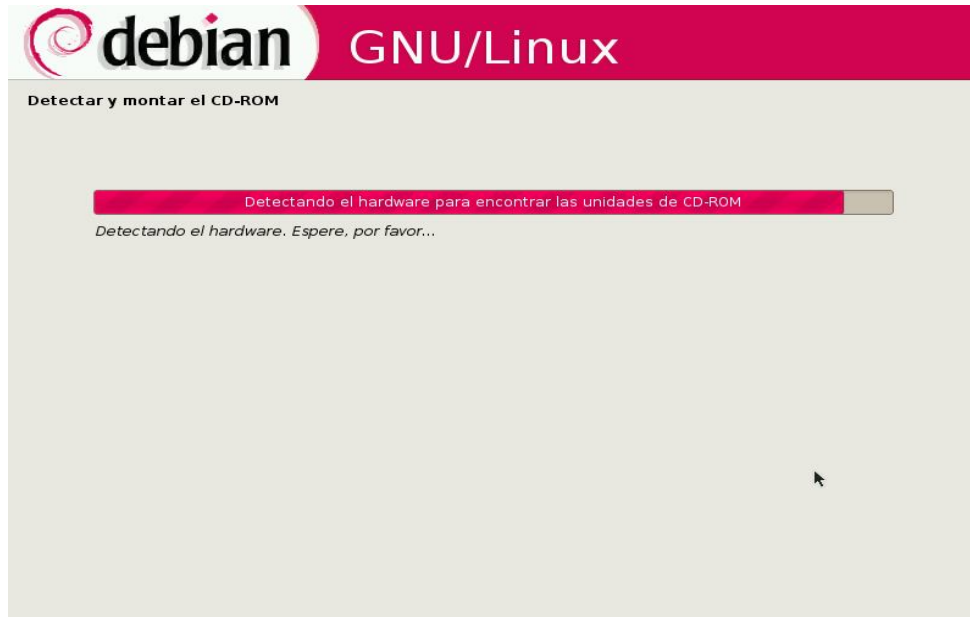 debian GNU/Linux
Detectar y montar el CD-ROM
Detectando el hardware para encontrar las unidades de CD-ROM
Detectando el hardware. Espere, por favor...